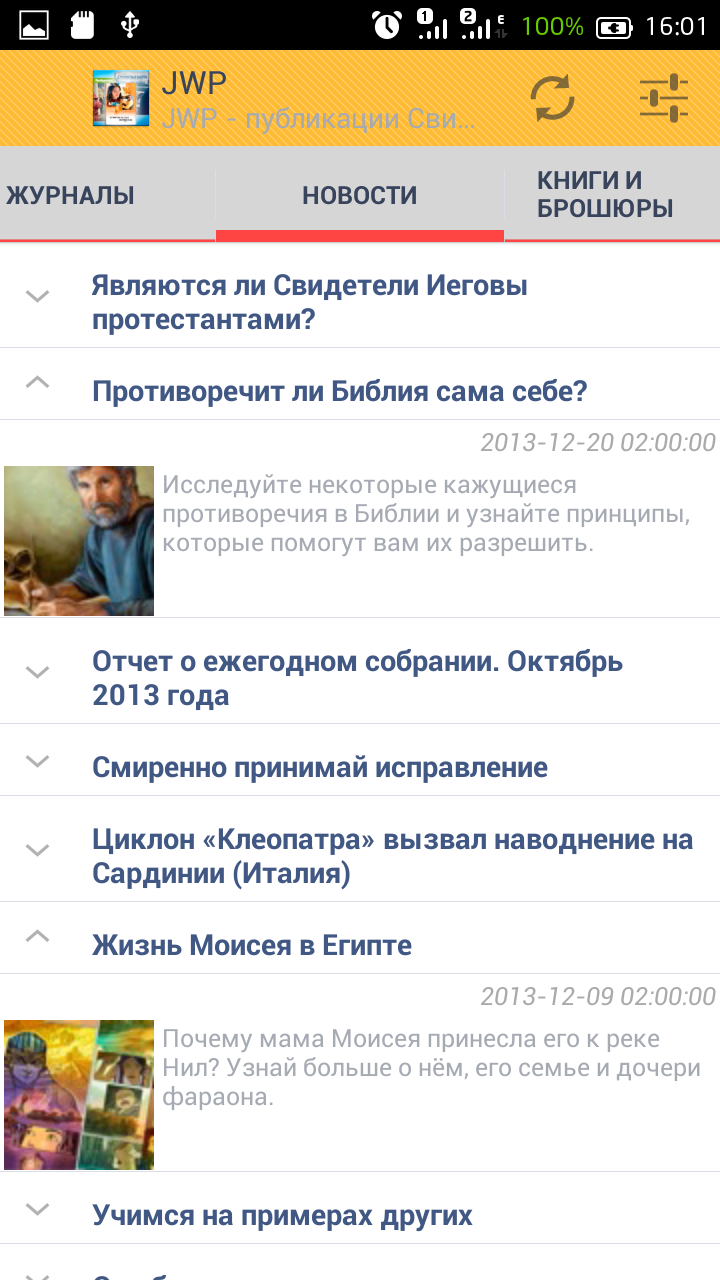 100% 16:01
JWP
JWP - публикации Сви...
ЖУРНАЛЫ
НОВОСТИ
КНИГИ И
БРОШЮРЫ
Являются ли Свидетели Иеговы
протестантами?
Противоречит ли Библия сама себе?
2013-12-20 02:00:00
Исследуйте некоторые кажущиеся
противоречия в Библии и узнайте принципы,
которые помогут вам их разрешить.
Отчет о ежегодном собрании. Октябрь
2013 года
Смиренно принимай исправление
Циклон «Клеопатра» вызвал наводнение на
Сардинии (Италия)
Жизнь Моисея в Египте
2013-12-09 02:00:00
Почему мама Моисея принесла его к реке
Нил? Узнай больше о нём, его семье и дочери
фараона.
Учимся на примерах других